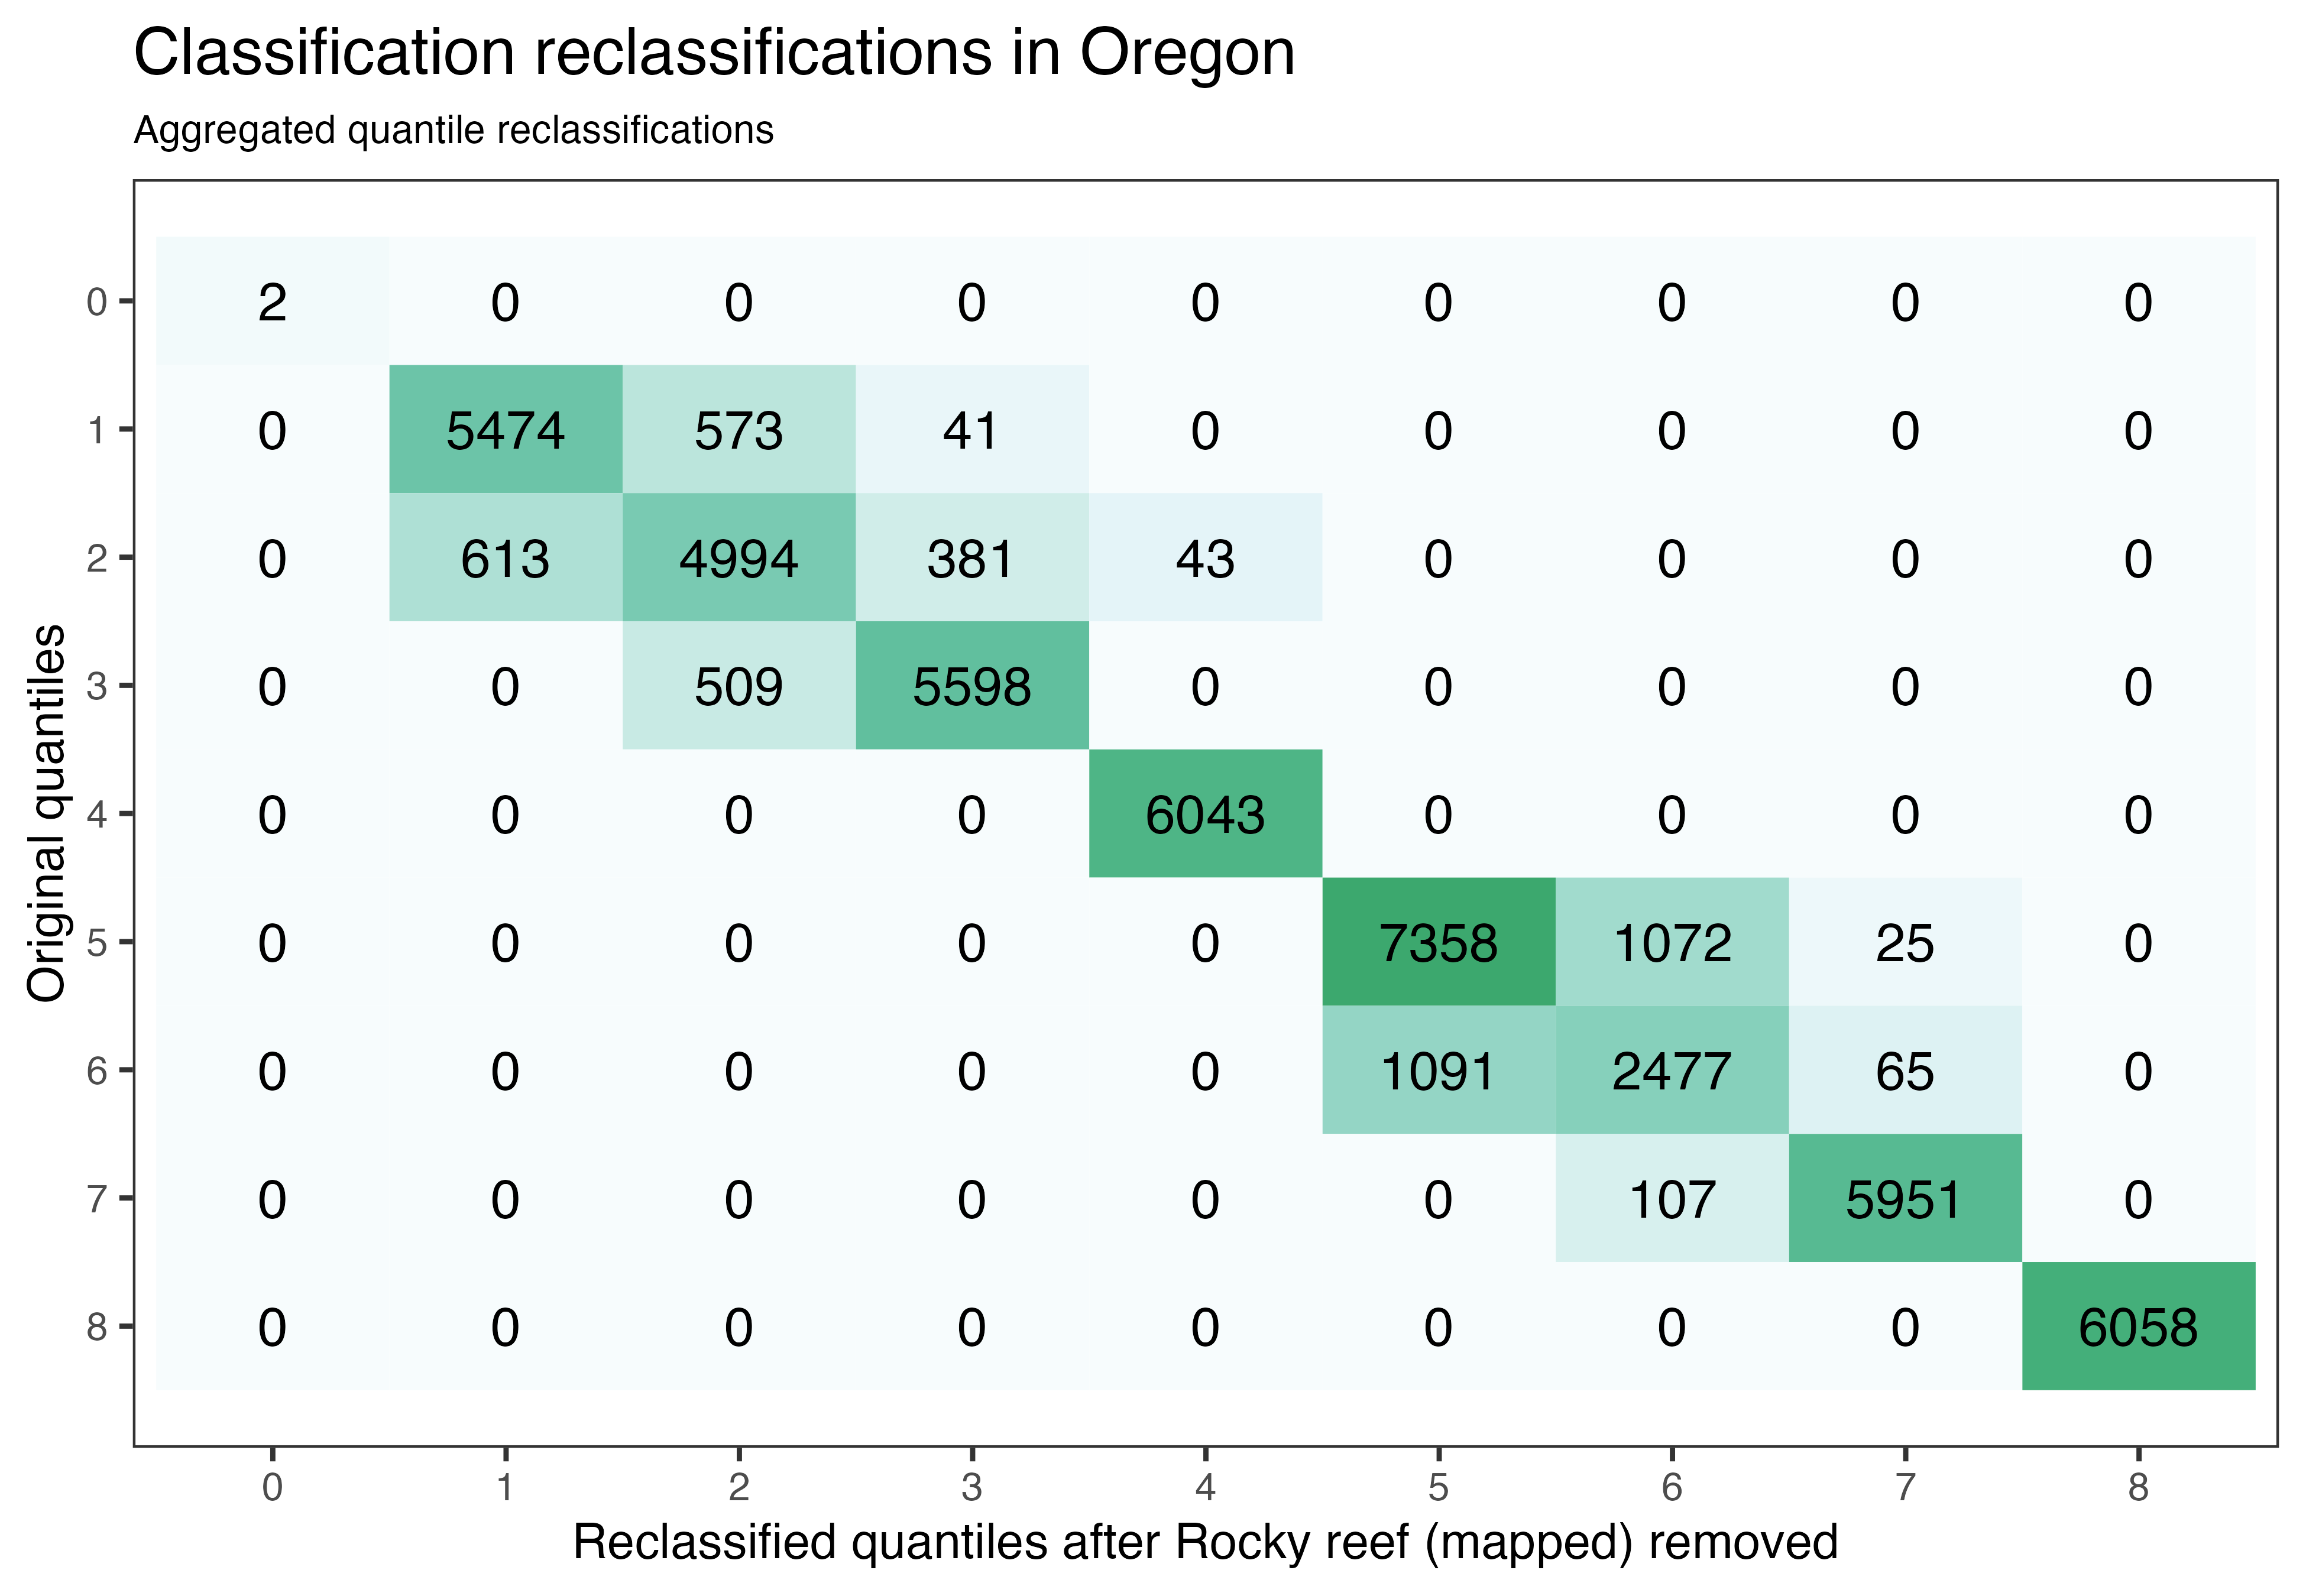 Classification reclassifications in Oregon
Aggregated quantile reclassifications
Original quantiles
0 2 0 0 0 0 0 0 0 0
1 0 5474 573 41 0 0 0 0 0
2 0 613 4994 381 43 0 0 0 0
3 0 0 509 5598 0 0 0 0 0
4 0 0 0 0 6043 0 0 0 0
5 0 0 0 0 0 7358 1072 25 0
6 0 0 0 0 0 1091 2477 65 0
7 0 0 0 0 0 0 107 5951 0
8 0 0 0 0 0 0 0 0 6058
0 1 2 3 4 5 6 7 8
Reclassified quantiles after Rocky reef (mapped) removed